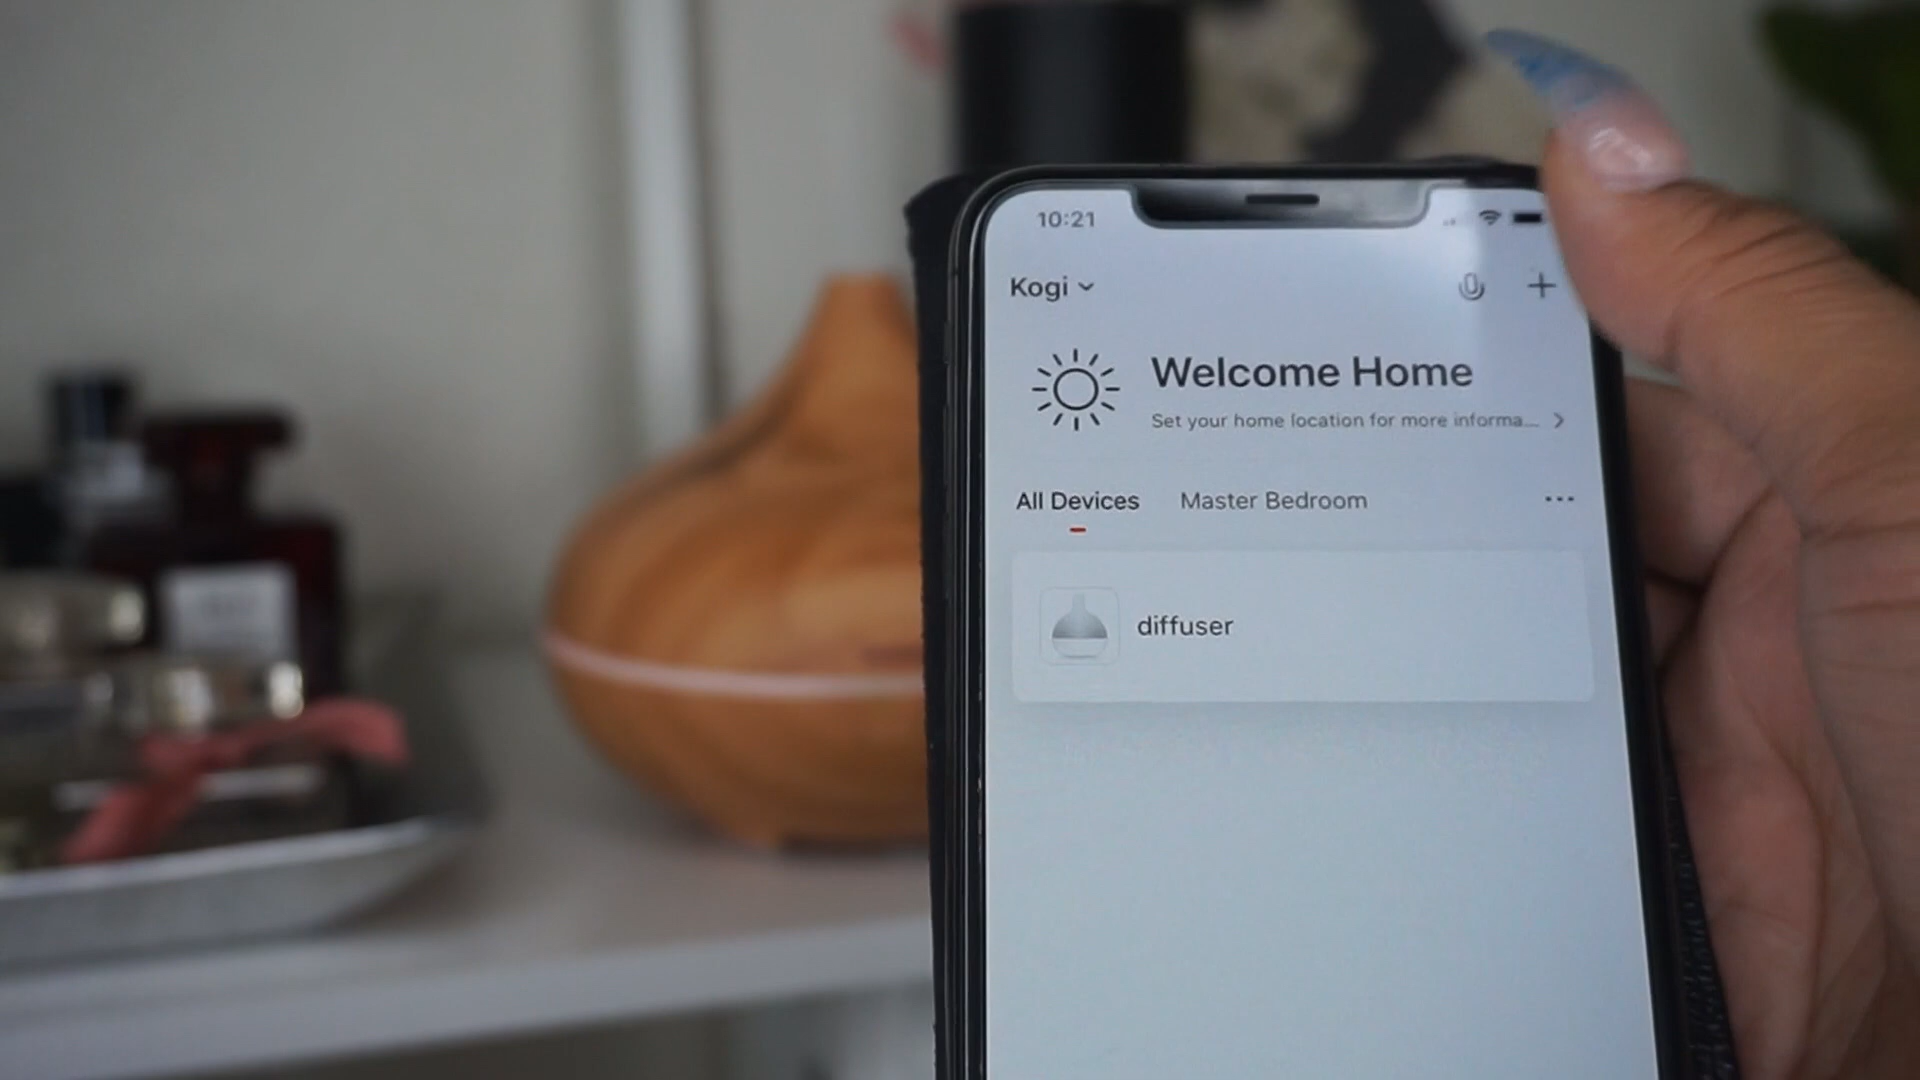 10:21
Kogi
Welcome Home
Set your home location for more informa...
All Devices Master Bedroom
diffuser